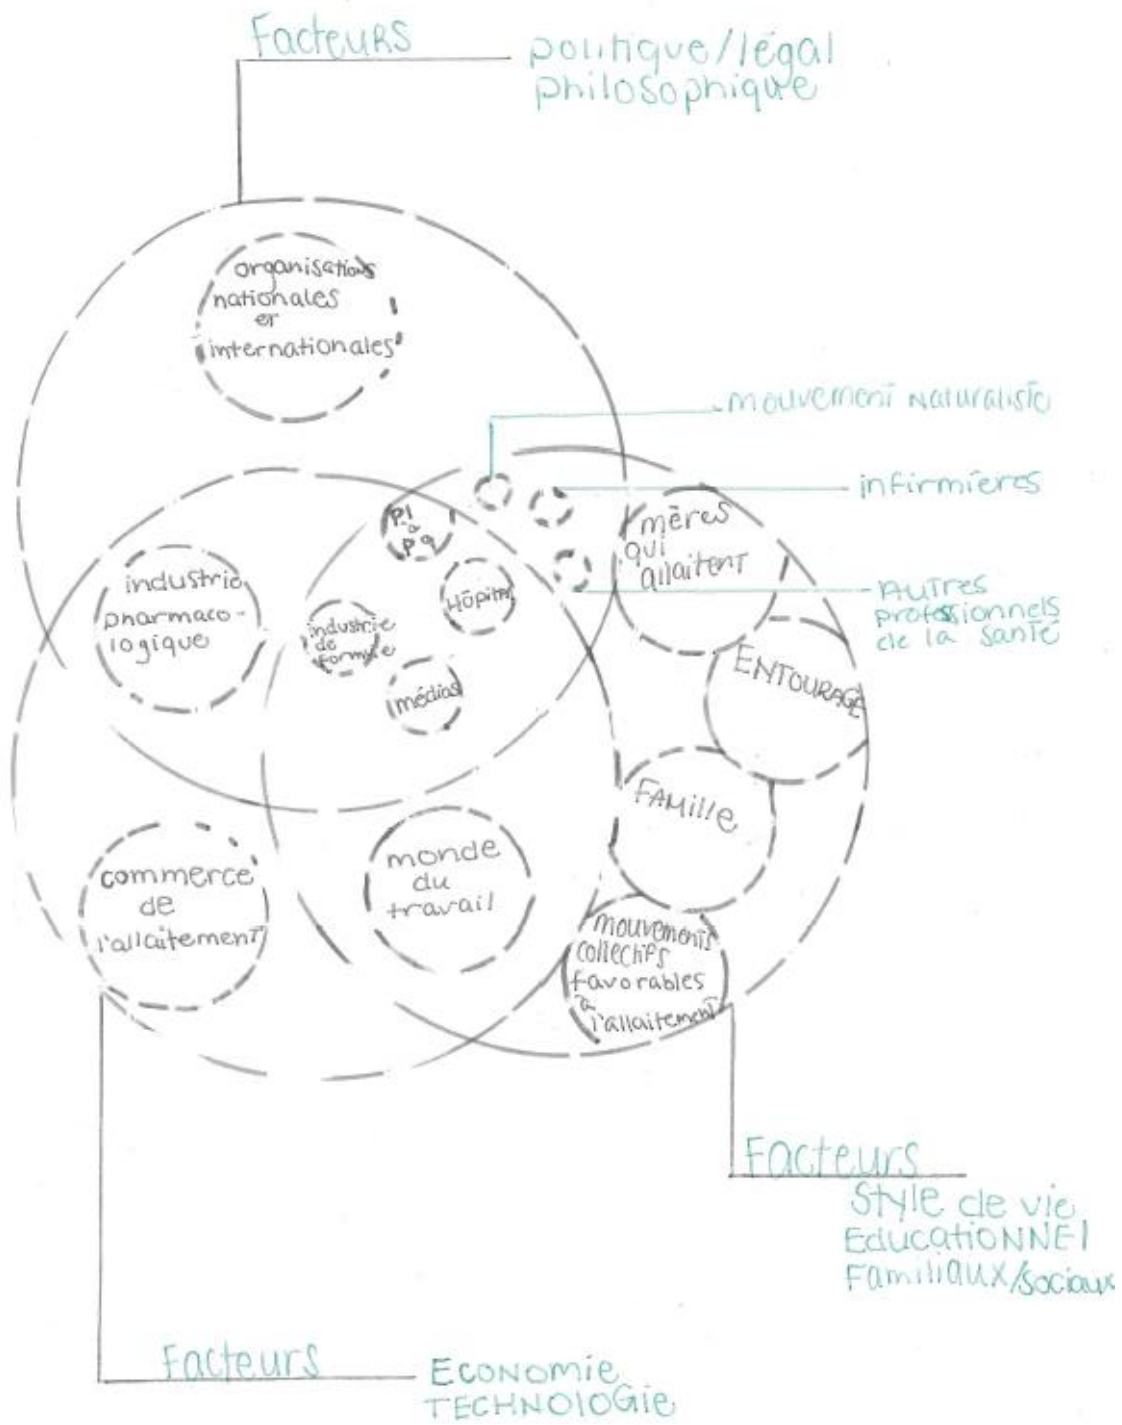 Facteurs
politique/légal
philosophique
organisations
nationales
et
internationales
mouvement naturaliste
infirmières
P1
à
P9
mères
qui
allaitent
Hôpital
Autres
professionnels
de la santé
industrie
pharmaco-
logique
industrie
de
formule
médias
ENTOURAGE
FAMille
commerce
de
l'allaitement
monde
du
travail
mouvements
collectifs
favorables
à
l'allaitement
Facteurs
Style de vie
EducatiONNEl
Familiaux/sociaux
Facteurs
ECONOMie
TECHNOlOGie